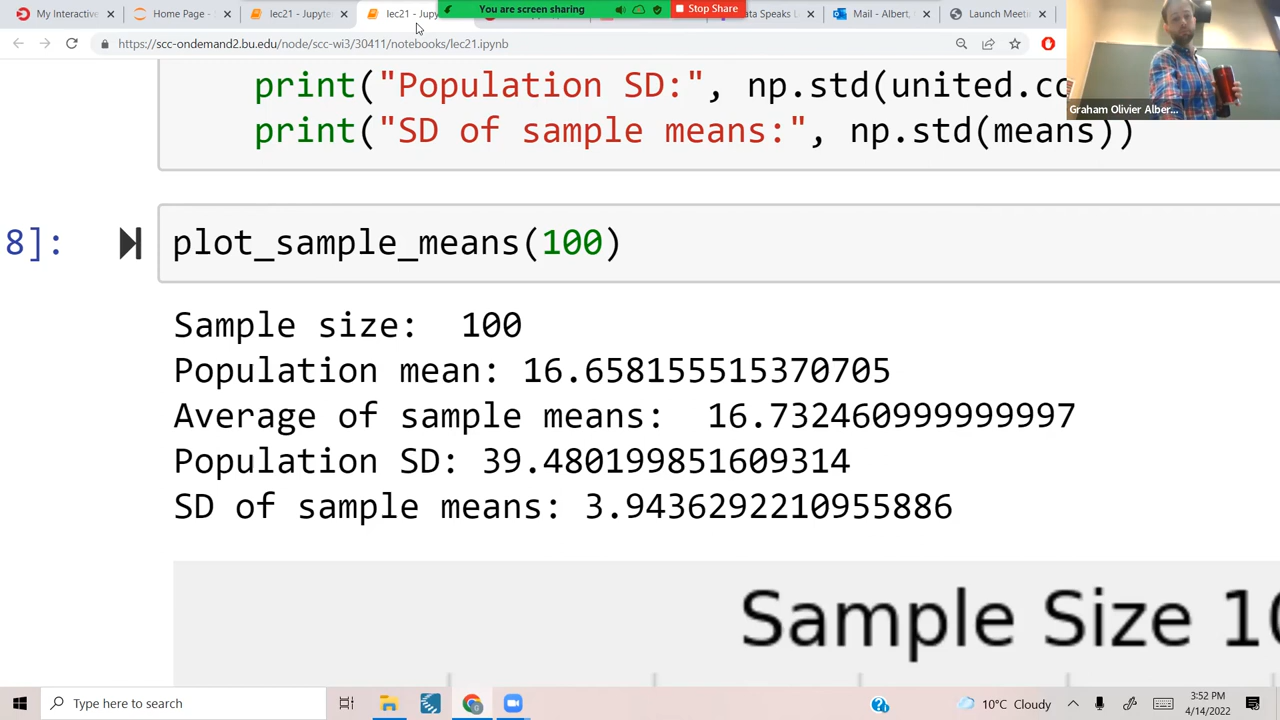 My Interactive
Home Page -
lec21 - Jupyte
lec21 - Jupy
You are screen sharing
Stop Share
ata Speaks
Mail - Albert,
Launch Meeti
https://scc-ondemand2.bu.edu/node/scc-wi3/30411/notebooks/lec21.ipynb
Graham Olivier Alber...
print("Population SD:", np.std(united.co
print("SD of sample means:", np.std(means))
8]:
plot_sample_means(100)
Sample size:  100
Population mean: 16.658155515370705
Average of sample means:  16.732460999999997
Population SD: 39.480199851609314
SD of sample means: 3.9436292210955886
Sample Size 10
Type here to search
10°C Cloudy
3:52 PM
4/14/2022